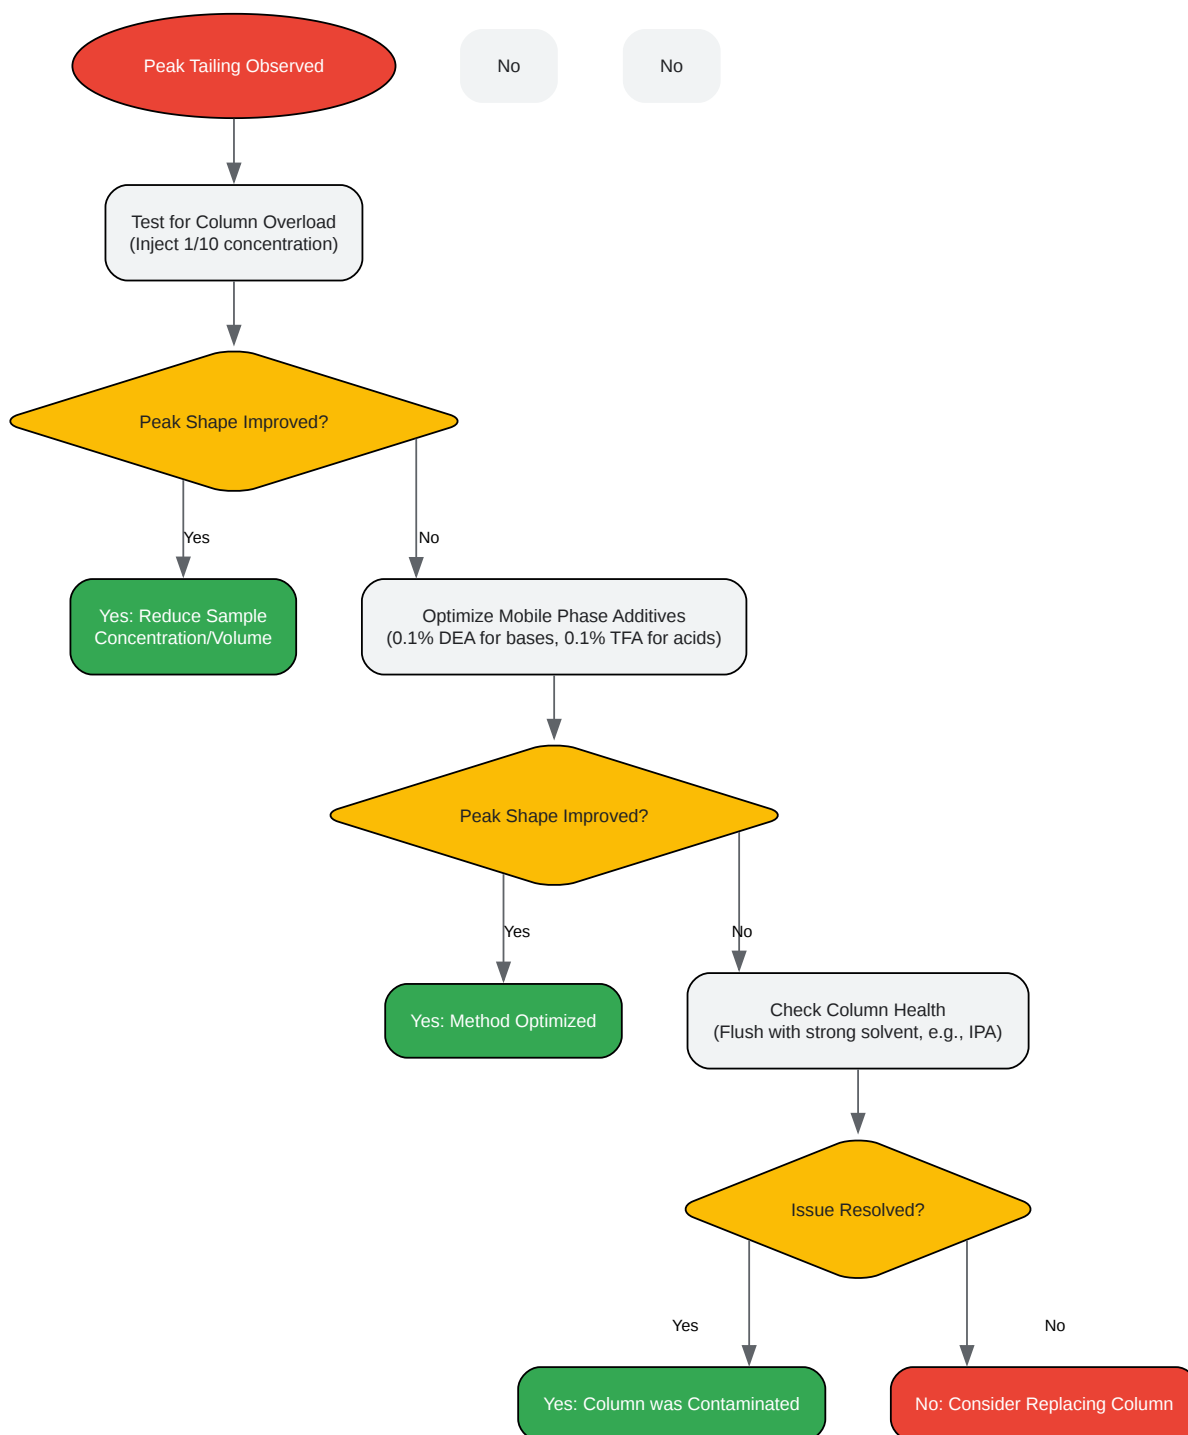 Peak Tailing Observed
No
No
Test for Column Overload
(Inject 1/10 concentration)
Peak Shape Improved?
Yes
No
Yes: Reduce Sample
Concentration/Volume
Optimize Mobile Phase Additives
(0.1% DEA for bases, 0.1% TFA for acids)
Peak Shape Improved?
Yes
No
Yes: Method Optimized
Check Column Health
(Flush with strong solvent, e.g., IPA)
Issue Resolved?
Yes
No
Yes: Column was Contaminated
No: Consider Replacing Column